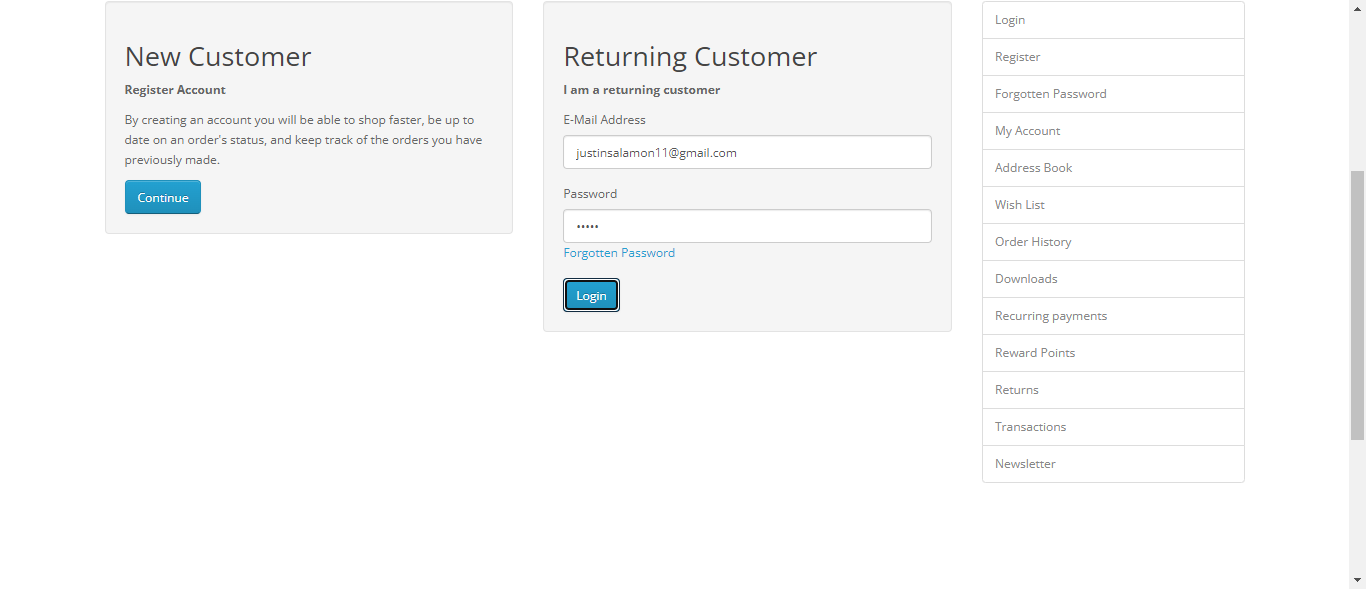 New Customer
Register Account
By creating an account you will be able to shop faster, be up to
date on an order's status, and keep track of the orders you have
previously made.
Continue
Returning Customer
I am a returning customer
E-Mail Address
justinsalamon11@gmail.com
Password
•••••
Forgotten Password
Login
Login
Register
Forgotten Password
My Account
Address Book
Wish List
Order History
Downloads
Recurring payments
Reward Points
Returns
Transactions
Newsletter